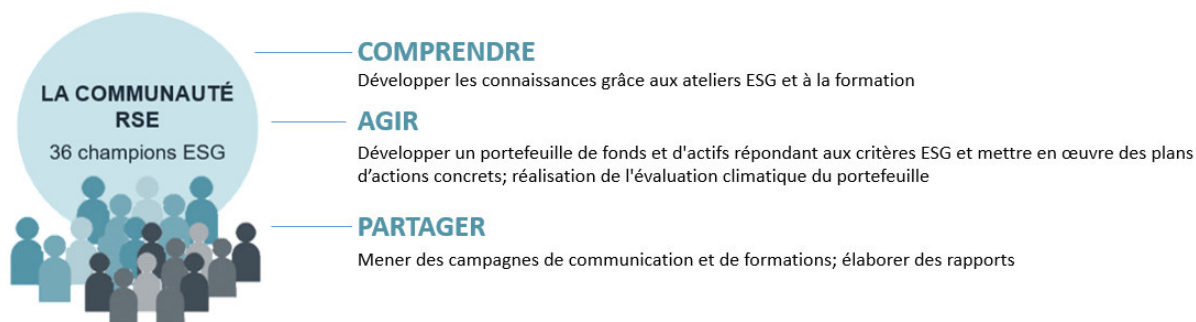 LA COMMUNAUTÉ
RSE
36 champions ESG
COMPRENDRE
Développer les connaissances grâce aux ateliers ESG et à la formation
AGIR
Développer un portefeuille de fonds et d'actifs répondant aux critères ESG et mettre en œuvre des plans
d’actions concrets; réalisation de l'évaluation climatique du portefeuille
PARTAGER
Mener des campagnes de communication et de formations; élaborer des rapports